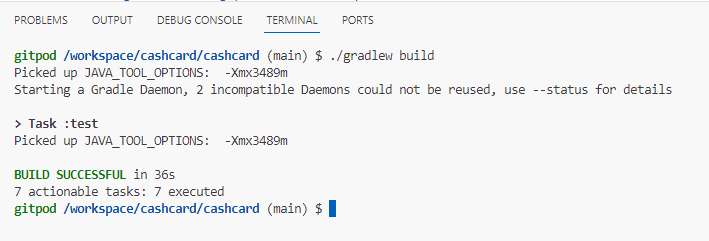 PROBLEMS OUTPUT DEBUG CONSOLE TERMINAL PORTS
gitpod /workspace/cashcard/cashcard (main) $ ./gradlew build
Picked up JAVA_TOOL_OPTIONS:  -Xmx3489m
Starting a Gradle Daemon, 2 incompatible Daemons could not be reused, use --status for details
> Task :test
Picked up JAVA_TOOL_OPTIONS:  -Xmx3489m
BUILD SUCCESSFUL in 36s
7 actionable tasks: 7 executed
gitpod /workspace/cashcard/cashcard (main) $